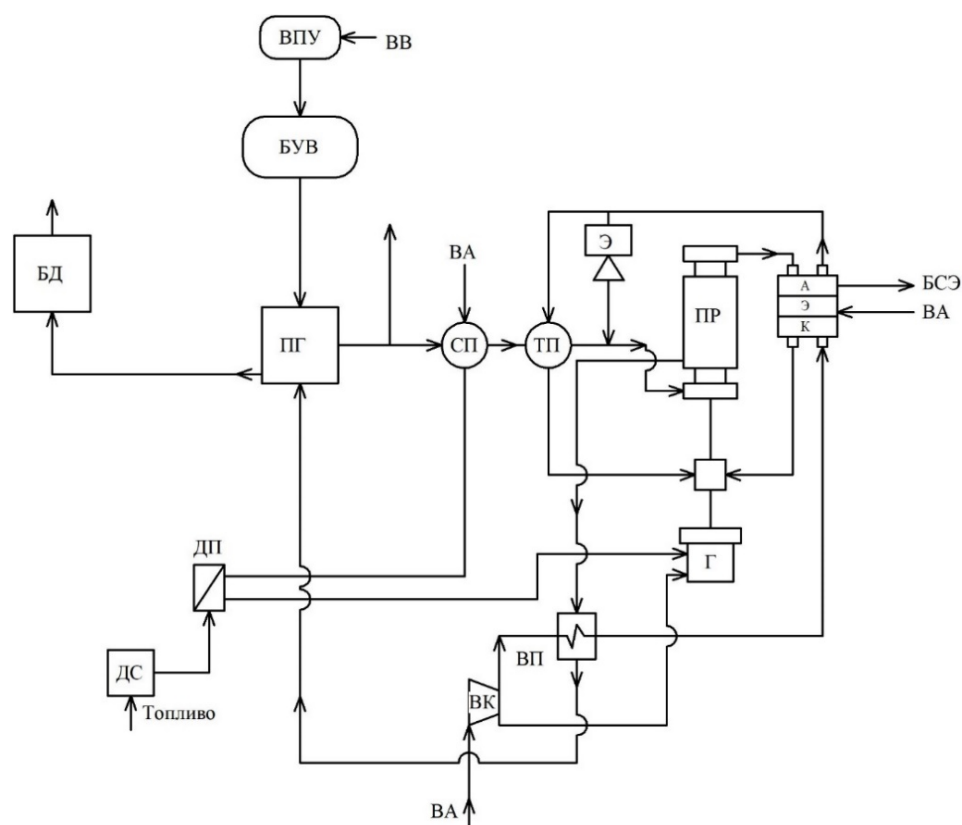 ВПУ
ВВ
БУВ
БД
ПГ
ВА
СП
ТП
Э
ПР
А
Э
К
БСЭ
ВА
ДП
Г
ДС
Топливо
ВП
ВК
ВА